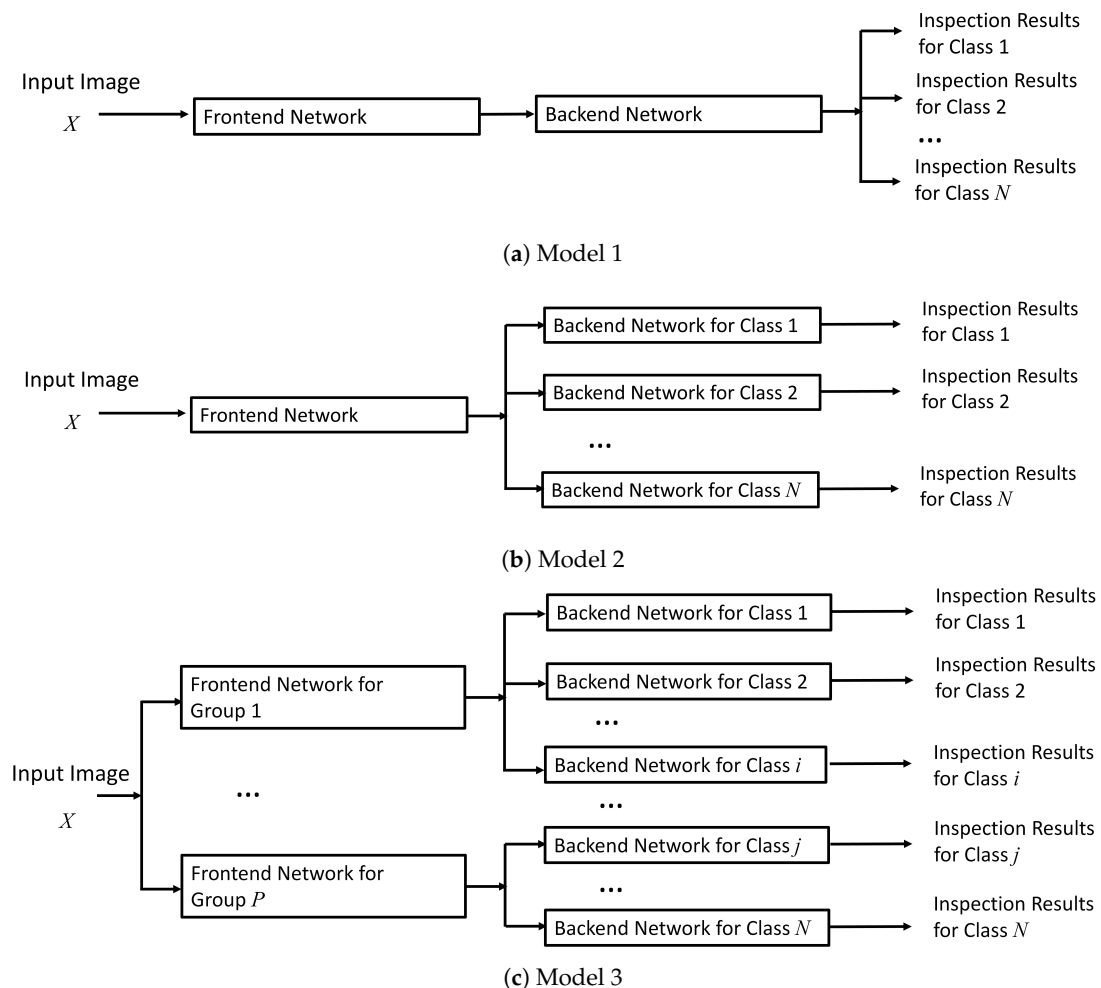 Input Image
X
Frontend Network
Backend Network
Inspection Results
for Class 1
Inspection Results
for Class 2
...
Inspection Results
for Class N
(a) Model 1
Input Image
X
Frontend Network
Backend Network for Class 1
Backend Network for Class 2
...
Backend Network for Class N
Inspection Results
for Class 1
Inspection Results
for Class 2
Inspection Results
for Class N
(b) Model 2
Input Image
X
Frontend Network for
Group 1
...
Frontend Network for
Group P
Backend Network for Class 1
Backend Network for Class 2
...
Backend Network for Class i
...
Backend Network for Class j
...
Backend Network for Class N
Inspection Results
for Class 1
Inspection Results
for Class 2
Inspection Results
for Class i
Inspection Results
for Class j
Inspection Results
for Class N
(c) Model 3